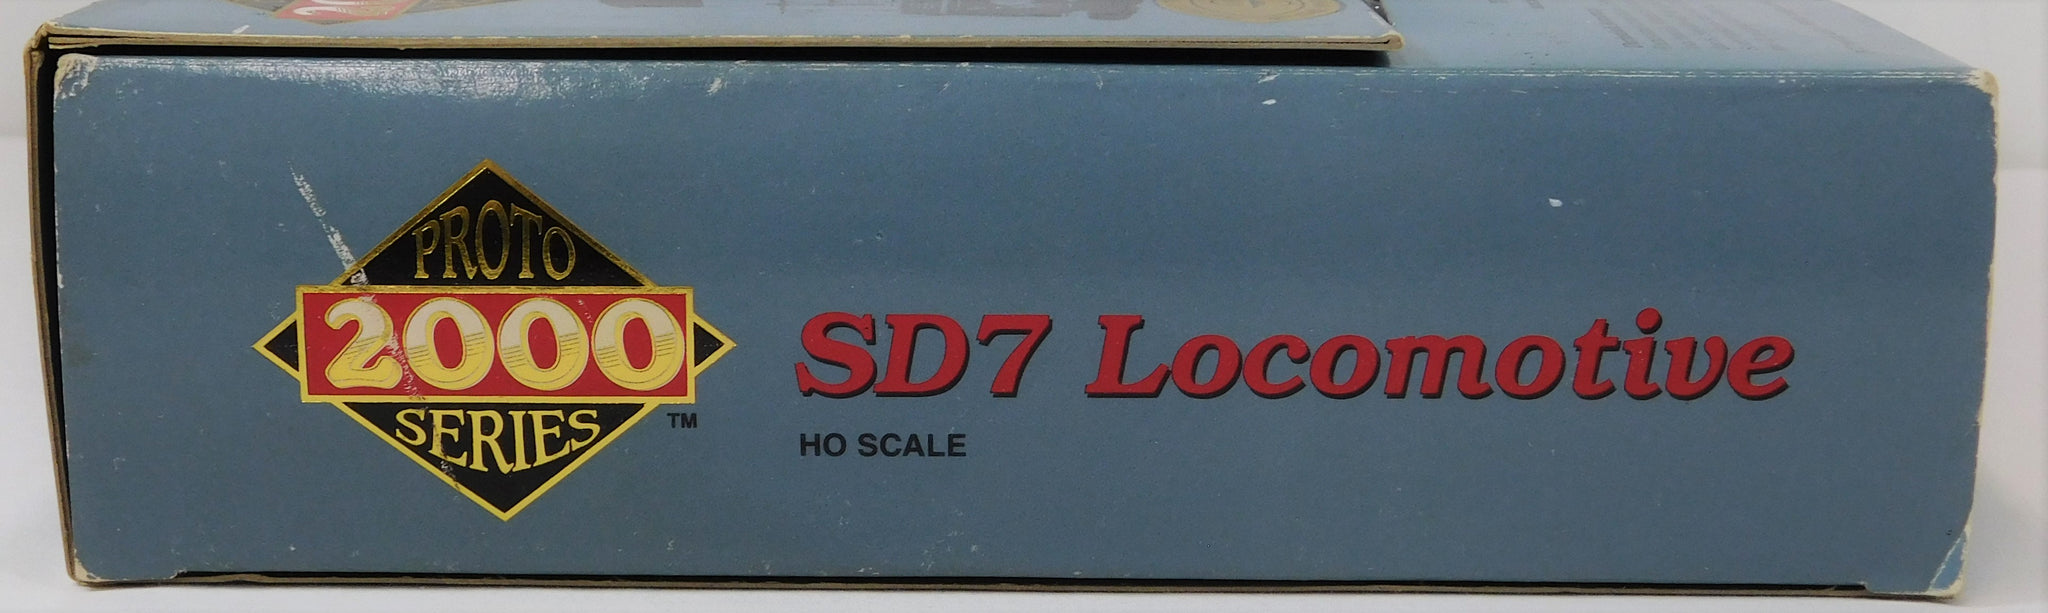 PROTO
2000
SERIES
TM
SD7 Locomotive
HO SCALE